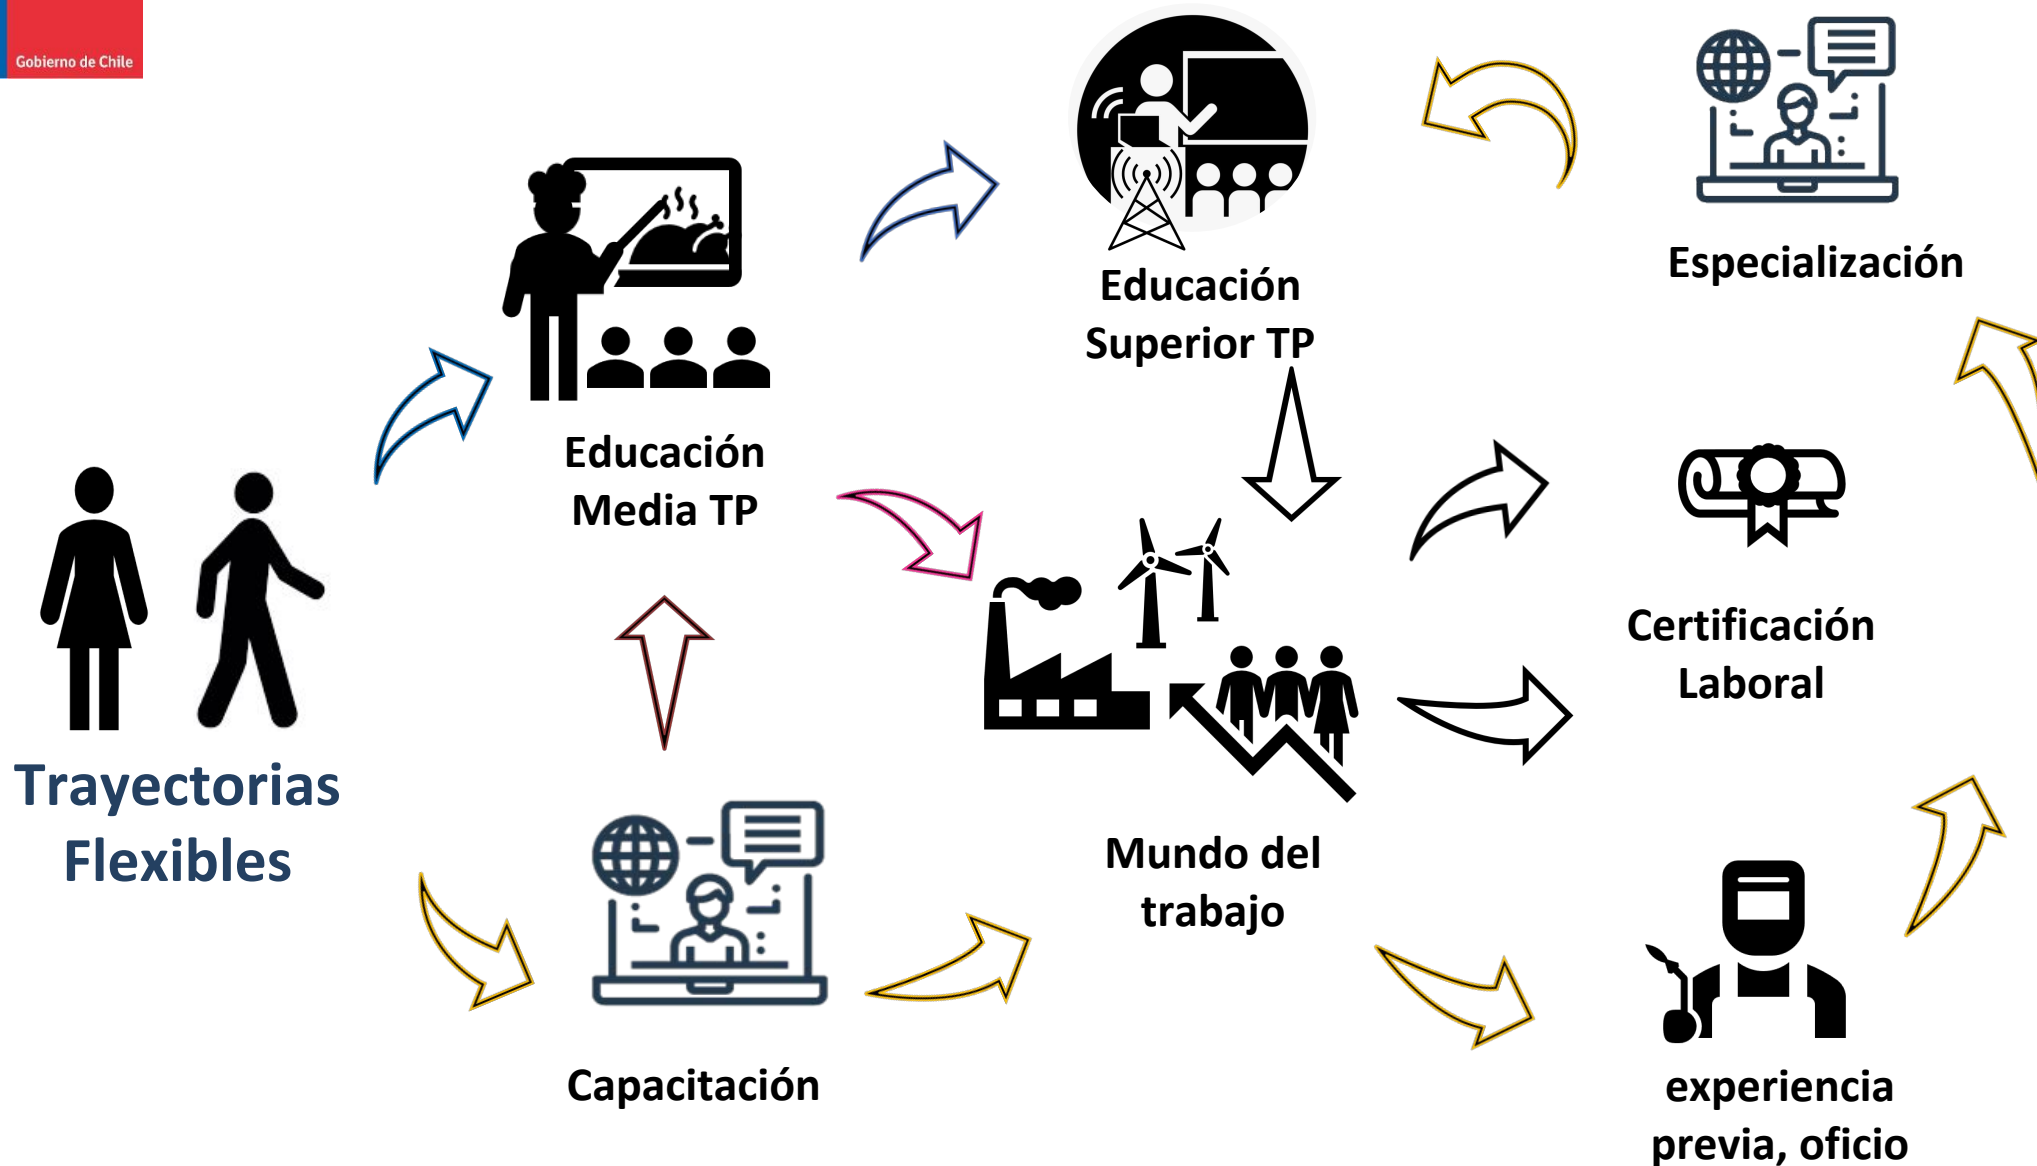 Gobierno de Chile
Educación
Superior TP
Especialización
Educación
Media TP
Certificación
Laboral
Trayectorias
Flexibles
Mundo del
trabajo
Capacitación
experiencia
previa, oficio